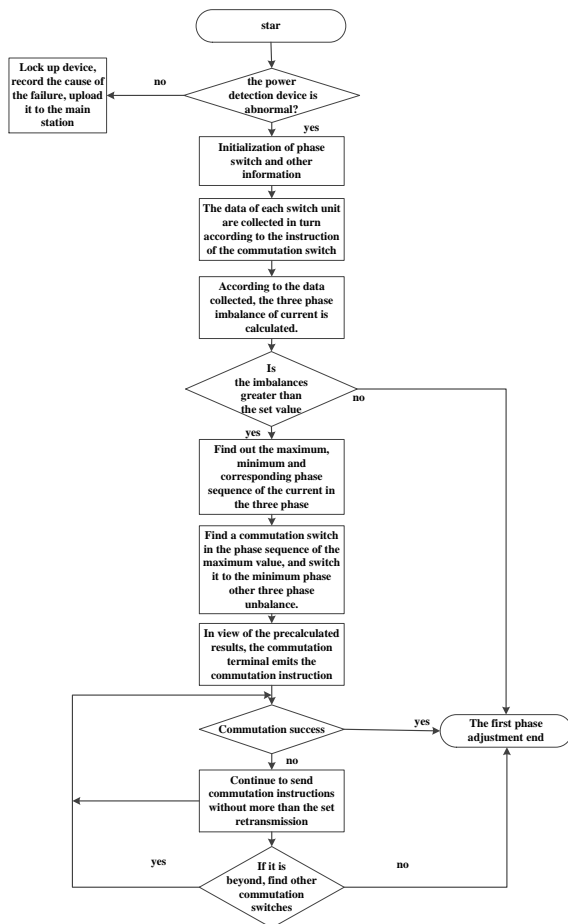 star
Lock up device,
record the cause of
the failure, upload
it to the main
station
no
the power
detection device is
abnormal?
yes
Initialization of phase
switch and other
information
The data of each switch unit
are collected in turn
according to the instruction
of the commutation switch
According to the data
collected, the three phase
imbalance of current is
calculated.
Is
the imbalances
greater than
the set value
no
yes
Find out the maximum,
minimum and
corresponding phase
sequence of the current in
the three phase
Find a commutation switch
in the phase sequence of the
maximum value, and switch
it to the minimum phase
other three phase
unbalance.
In view of the precalculated
results, the commutation
terminal emits the
commutation instruction
Commutation success
yes
The first phase
adjustment end
no
Continue to send
commutation instructions
without more than the set
retransmission
yes
If it is
beyond, find other
commutation
switches
no